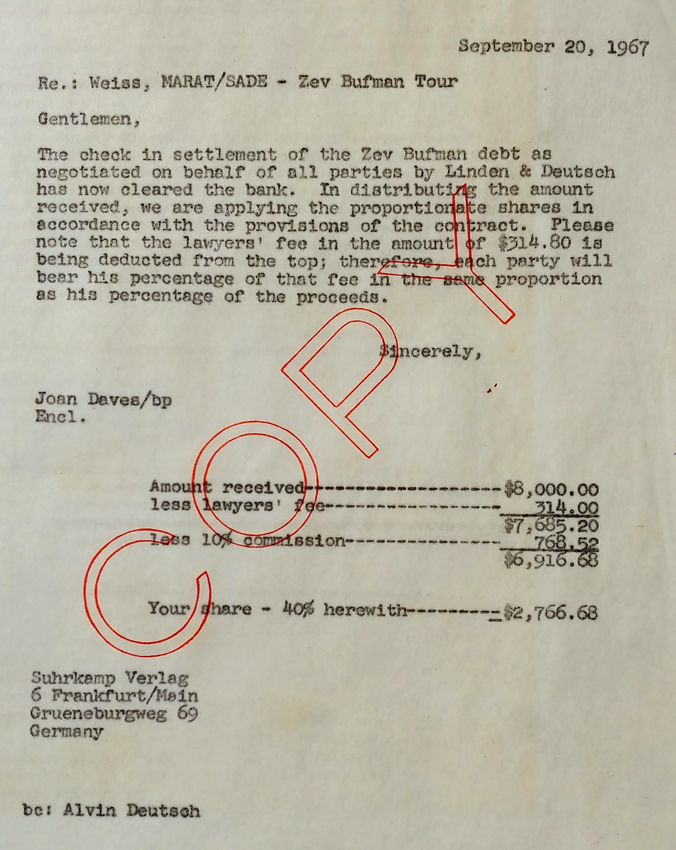 September 20, 1967
Re.: Weiss, MARAT/SADE - Zev Bufman Tour
Gentlemen,
The check in settlement of the Zev Bufman debt as
negotiated on behalf of all parties by Linden & Deutsch
has now cleared the bank. In distributing the amount
received, we are applying the proportionate shares in
accordance with the provisions of the contract. Please
note that the lawyers' fee in the amount of $314.80 is
being deducted from the top; therefore, each party will
bear his percentage of that fee in the same proportion
as his percentage of the proceeds.
Sincerely,
Joan Daves/bp
Encl.
Amount received------------------$8,000.00
less lawyers' fee---------------- 314.00
$7,685.20
less 10% commission-------------- 768.52
$6,916.68
Your share - 40% herewith---------$2,766.68
Suhrkamp Verlag
6 Frankfurt/Main
Grueneburgweg 69
Germany
bc: Alvin Deutsch
COPY